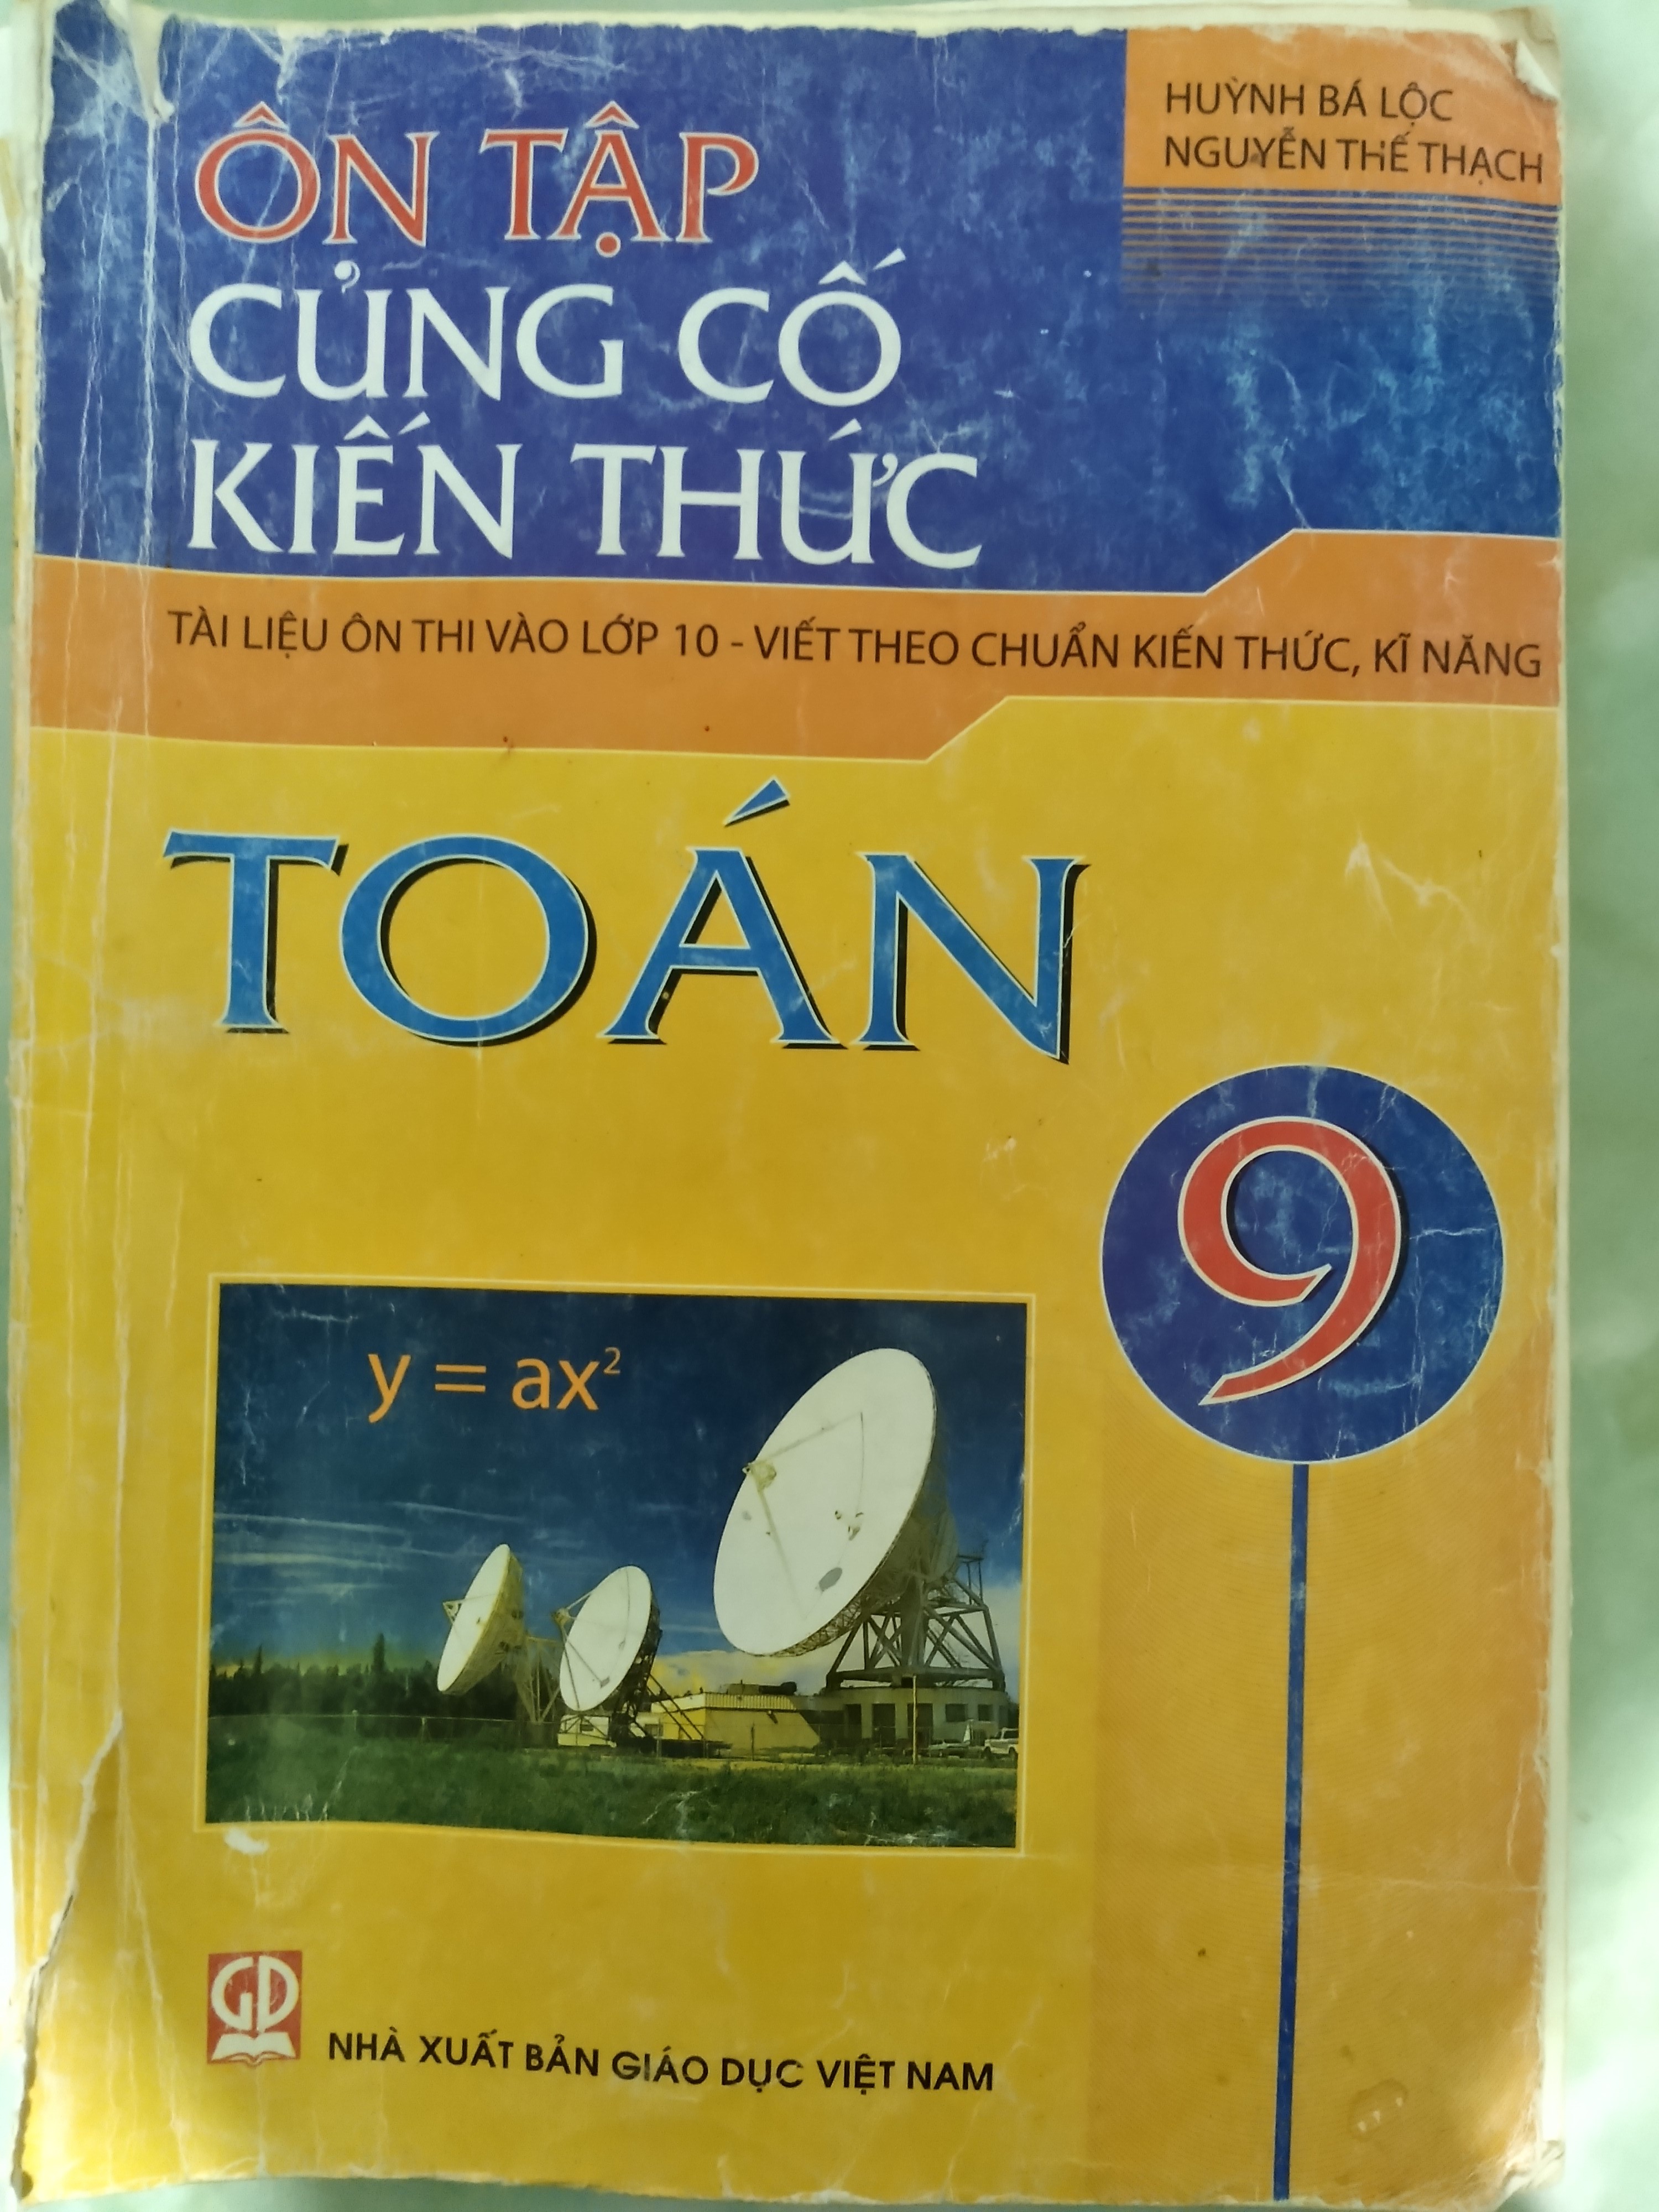 HUỲNH BÁ LỘC
NGUYỄN THẾ THẠCH
ÔN TẬP
CỦNG CỐ
KIẾN THỨC
TÀI LIỆU ÔN THI VÀO LỚP 10 - VIẾT THEO CHUẨN KIẾN THỨC, KĨ NĂNG
TOÁN
9
y = ax²
GD
NHÀ XUẤT BẢN GIÁO DỤC VIỆT NAM